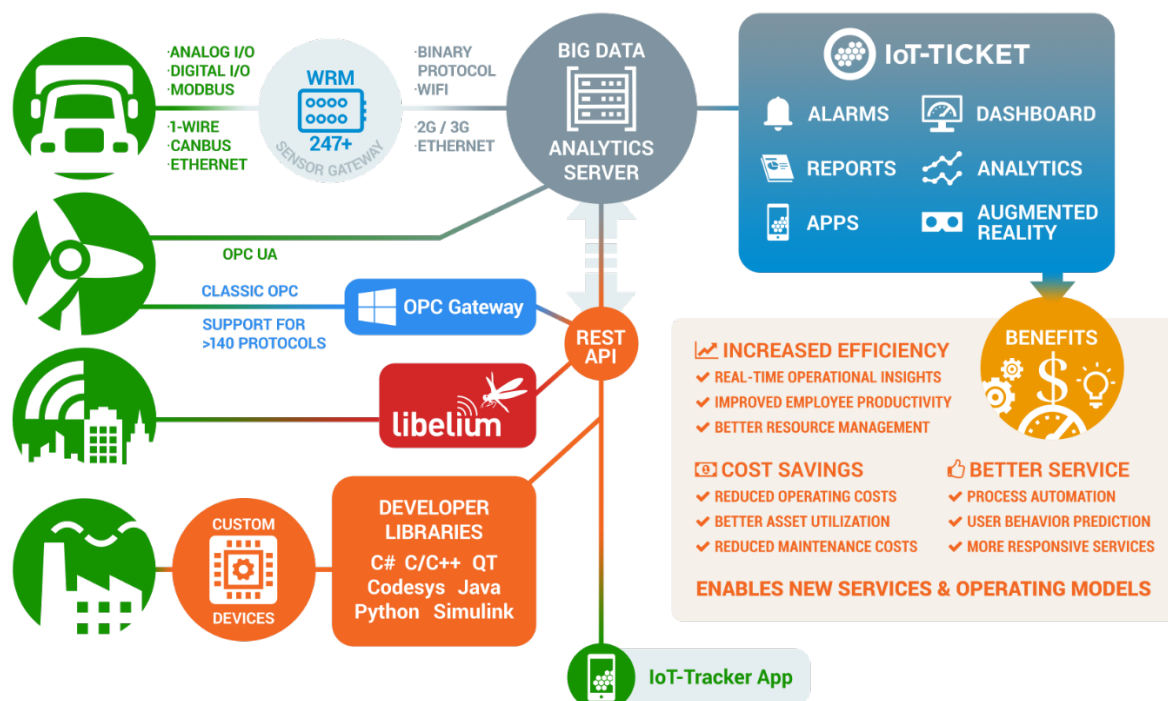 ·ANALOG I/O
·DIGITAL I/O
·MODBUS
·1-WIRE
·CANBUS
·ETHERNET
WRM
247+
SENSOR GATEWAY
·BINARY
PROTOCOL
·WIFI
·2G / 3G
·ETHERNET
BIG DATA
ANALYTICS
SERVER
IoT-TICKET
ALARMS
DASHBOARD
REPORTS
ANALYTICS
APPS
AUGMENTED
REALITY
OPC UA
CLASSIC OPC
SUPPORT FOR
>140 PROTOCOLS
OPC Gateway
REST
API
libelium
CUSTOM
DEVICES
DEVELOPER
LIBRARIES
C# C/C++ QT
Codesys Java
Python Simulink
IoT-Tracker App
BENEFITS
$
INCREASED EFFICIENCY
✓ REAL-TIME OPERATIONAL INSIGHTS
✓ IMPROVED EMPLOYEE PRODUCTIVITY
✓ BETTER RESOURCE MANAGEMENT
COST SAVINGS
✓ REDUCED OPERATING COSTS
✓ BETTER ASSET UTILIZATION
✓ REDUCED MAINTENANCE COSTS
BETTER SERVICE
✓ PROCESS AUTOMATION
✓ USER BEHAVIOR PREDICTION
✓ MORE RESPONSIVE SERVICES
ENABLES NEW SERVICES & OPERATING MODELS